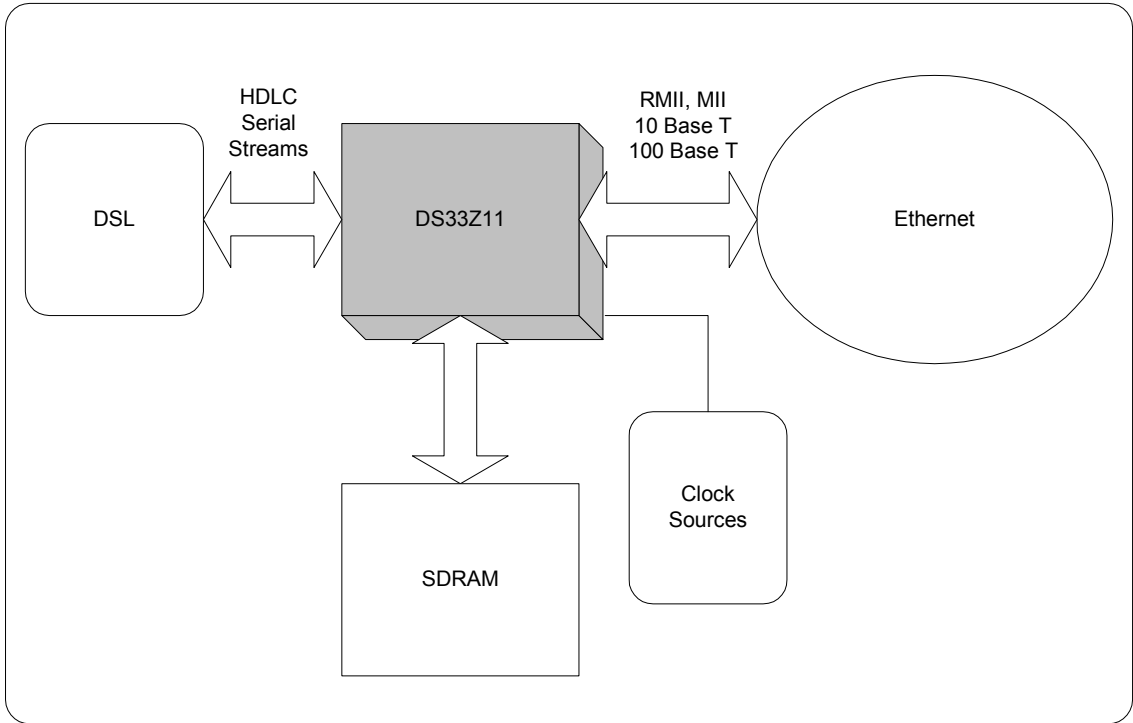 HDLC
Serial
Streams
RMII, MII
10 Base T
100 Base T
DSL
DS33Z11
Ethernet
Clock
Sources
SDRAM